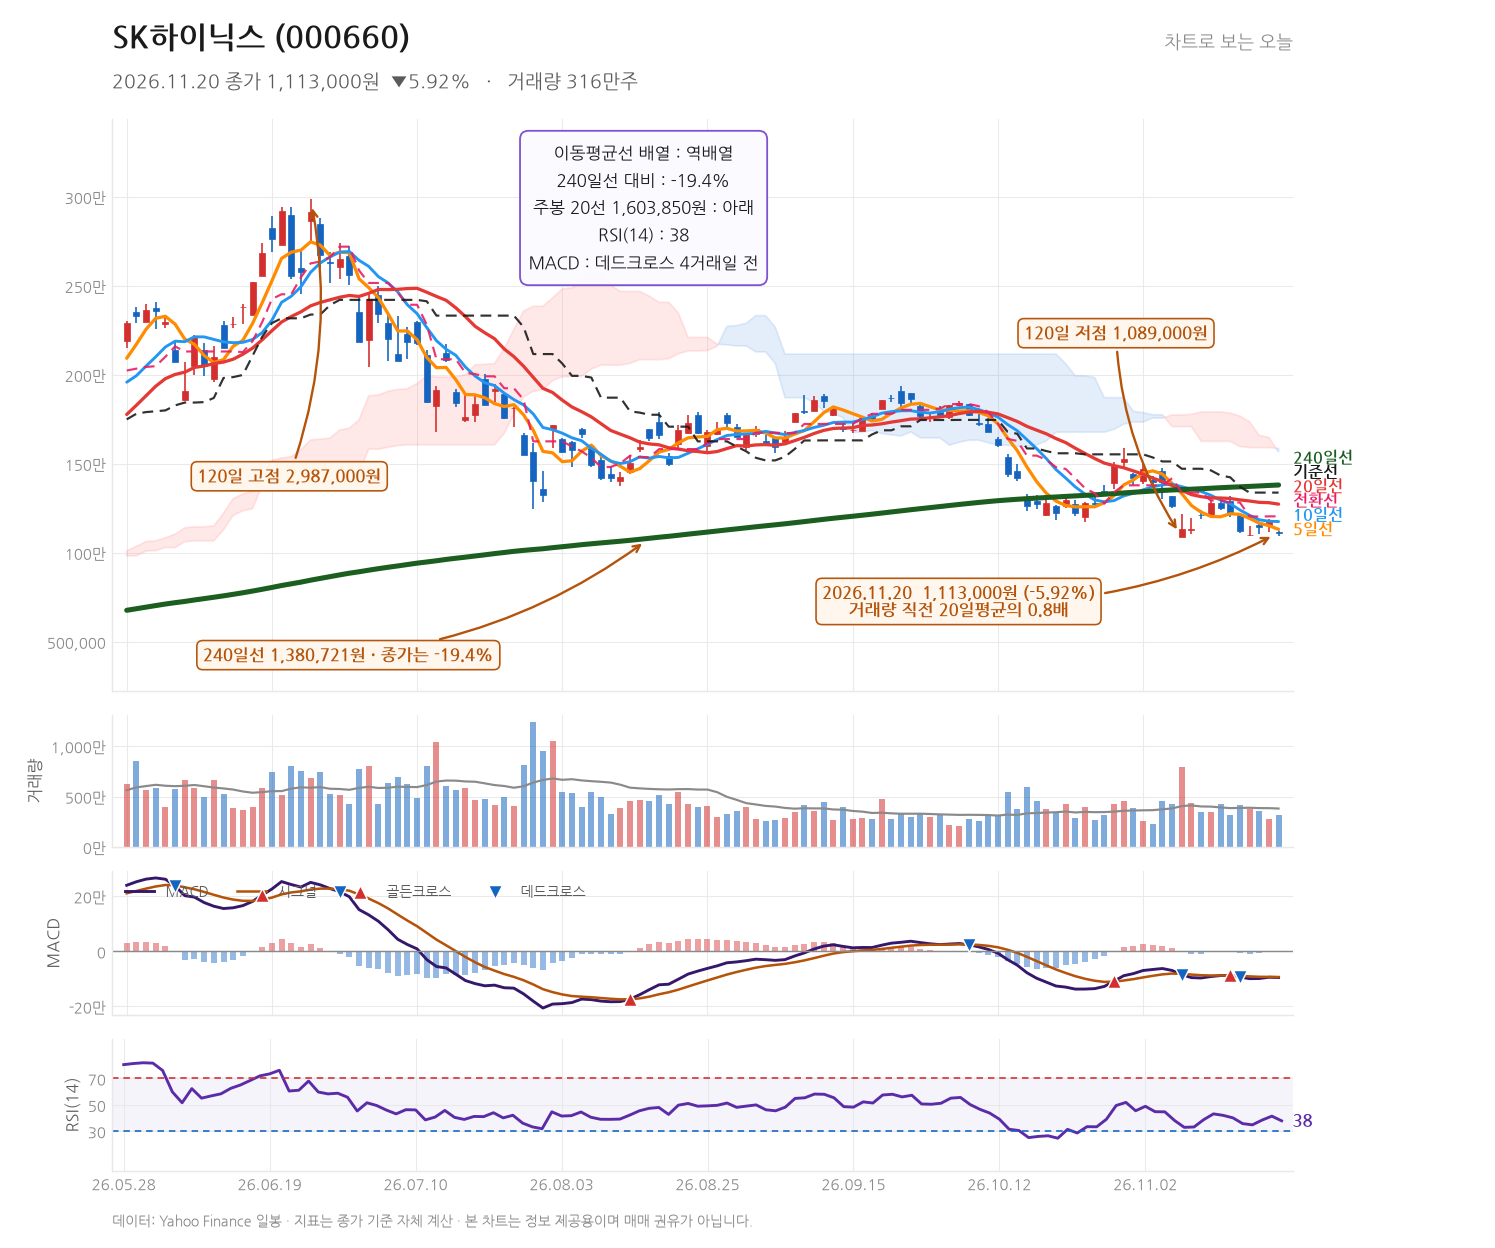 SK하이닉스 (000660)
차트로 보는 오늘
2026.11.20 종가 1,113,000원 ▼5.92% · 거래량 316만주
이동평균선 배열 : 역배열
240일선 대비 : -19.4%
주봉 20선 1,603,850원 : 아래
RSI(14) : 38
MACD : 데드크로스 4거래일 전
300만
250만
200만
150만
100만
500,000
120일 저점 1,089,000원
120일 고점 2,987,000원
240일선
기준선
20일선
전환선
10일선
5일선
2026.11.20 1,113,000원 (-5.92%)
거래량 직전 20일평균의 0.8배
240일선 1,380,721원 · 종가는 -19.4%
거래량
1,000만
500만
0만
MACD
20만
0
-20만
MACD
시그널
골든크로스
데드크로스
RSI(14)
70
50
30
38
26.05.28
26.06.19
26.07.10
26.08.03
26.08.25
26.09.15
26.10.12
26.11.02
데이터: Yahoo Finance 일봉 · 지표는 종가 기준 자체 계산 · 본 차트는 정보 제공용이며 매매 권유가 아닙니다.